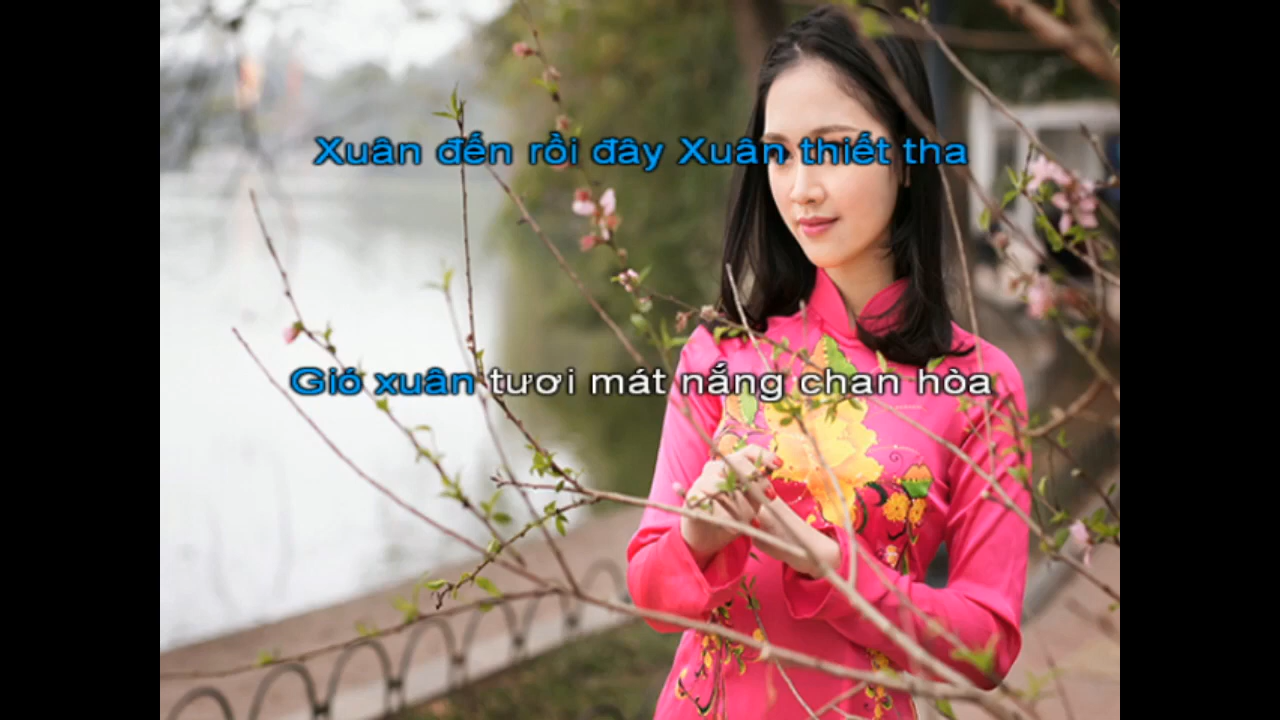 Xuân đến rồi đây Xuân thiết tha
Gió xuân tươi mát nắng chan hòa